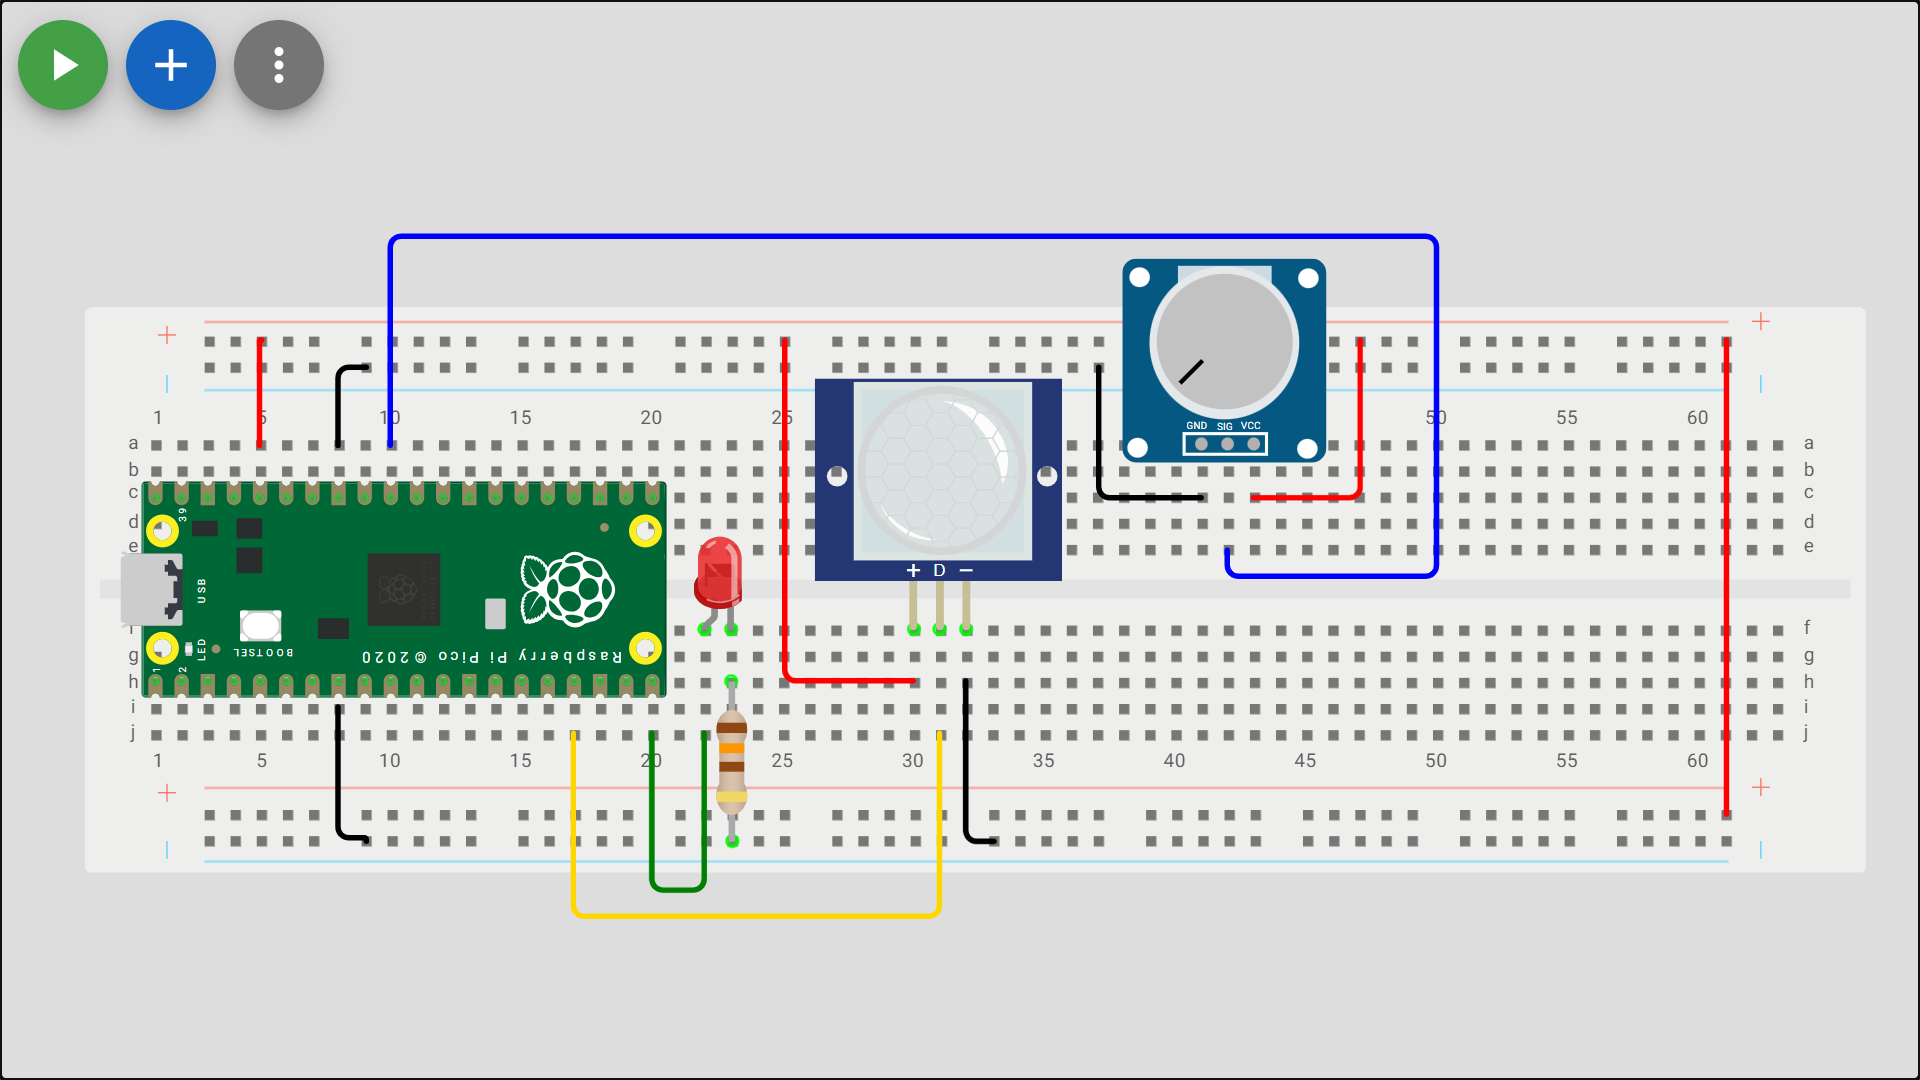 1 5 10 15 20 25 50 55 60
GND SIG VCC
a a
b b
c c
d d
e e
39
USB
+ D −
f
LED
BOOTSEL
Raspberry Pi Pico © 2020
g g
1 2
h h
i i
j j
1 5 10 15 20 25 30 35 40 45 50 55 60